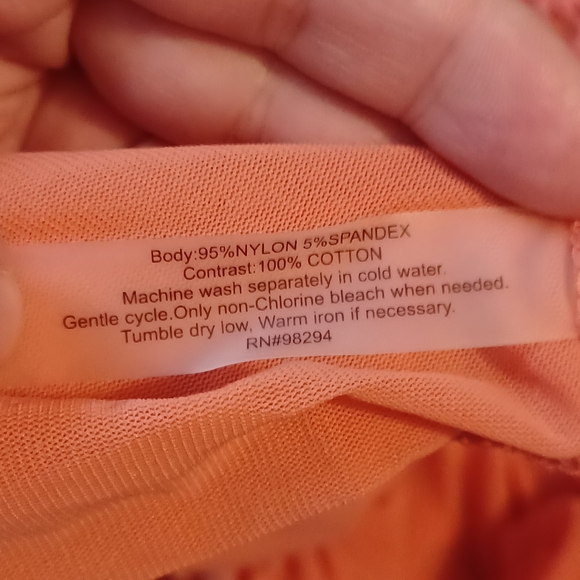 Body:95%NYLON 5%SPANDEX
Contrast:100% COTTON
Machine wash separately in cold water.
Gentle cycle.Only non-Chlorine bleach when needed.
Tumble dry low, Warm iron if necessary.
RN#98294